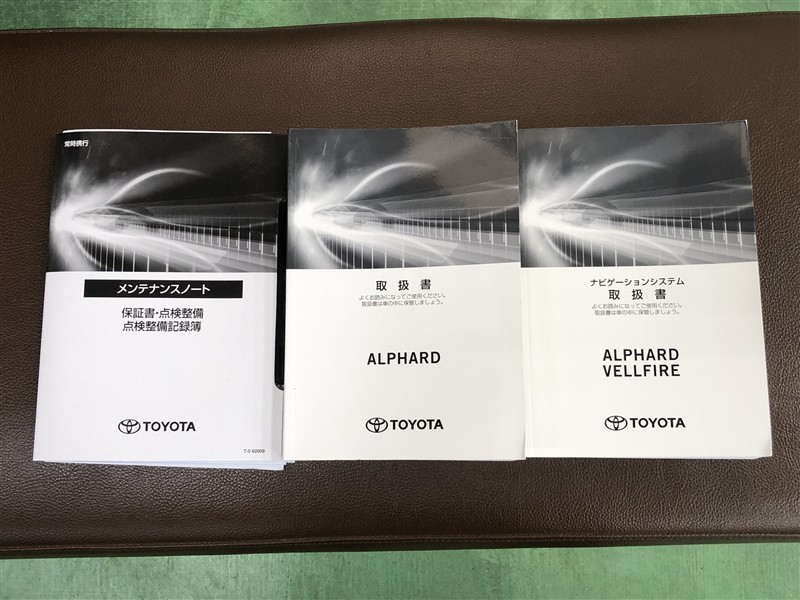 常時携行
メンテナンスノート
保証書・点検整備
点検整備記録簿
TOYOTA
T-0 62009
取扱書
よくお読みになってご使用ください。
取扱書は車の中に保管しましょう。
ALPHARD
TOYOTA
ナビゲーションシステム
取扱書
よくお読みになってご使用ください。
取扱書は車の中に保管しましょう。
ALPHARD
VELLFIRE
TOYOTA